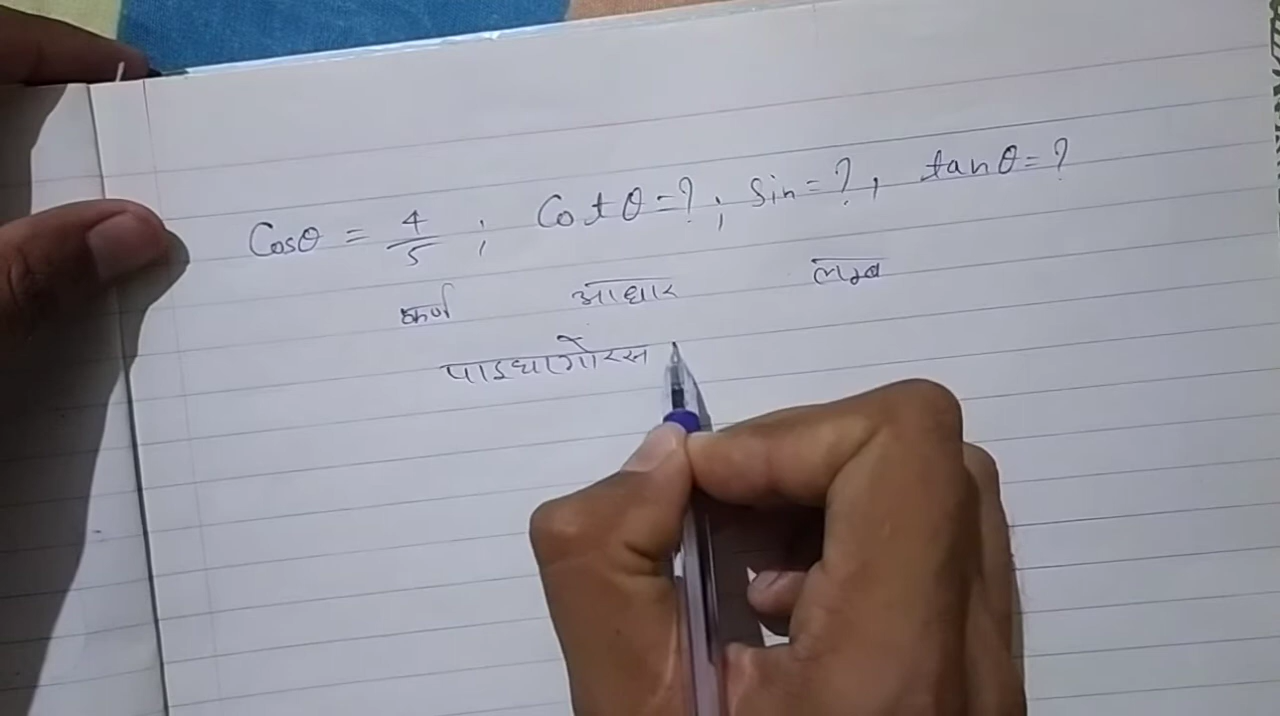 Cosθ = 4/5 ; Cotθ=? ; Sin=? , tanθ=?
कर्ण आधार लम्ब
पाइथागोरस